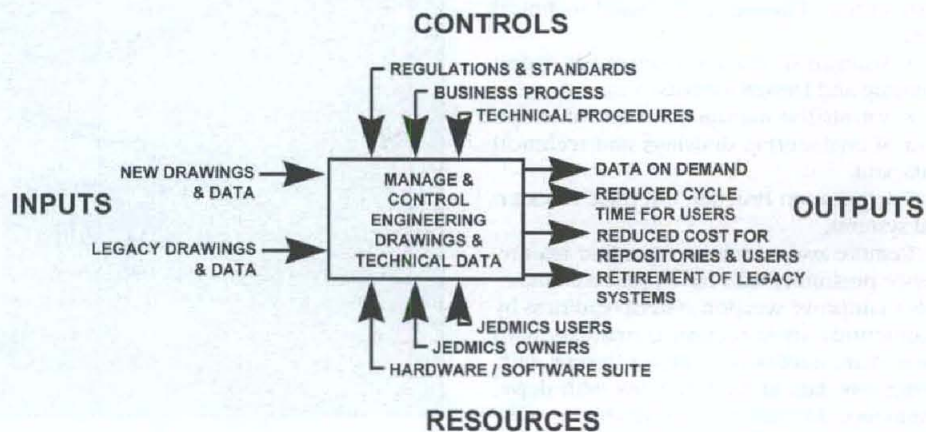 CONTROLS
REGULATIONS & STANDARDS
BUSINESS PROCESS
TECHNICAL PROCEDURES
NEW DRAWINGS
& DATA
INPUTS
LEGACY DRAWINGS
& DATA
MANAGE &
CONTROL
ENGINEERING
DRAWINGS &
TECHNICAL DATA
DATA ON DEMAND
REDUCED CYCLE
TIME FOR USERS
OUTPUTS
REDUCED COST FOR
REPOSITORIES & USERS
RETIREMENT OF LEGACY
SYSTEMS
JEDMICS USERS
JEDMICS OWNERS
HARDWARE / SOFTWARE SUITE
RESOURCES